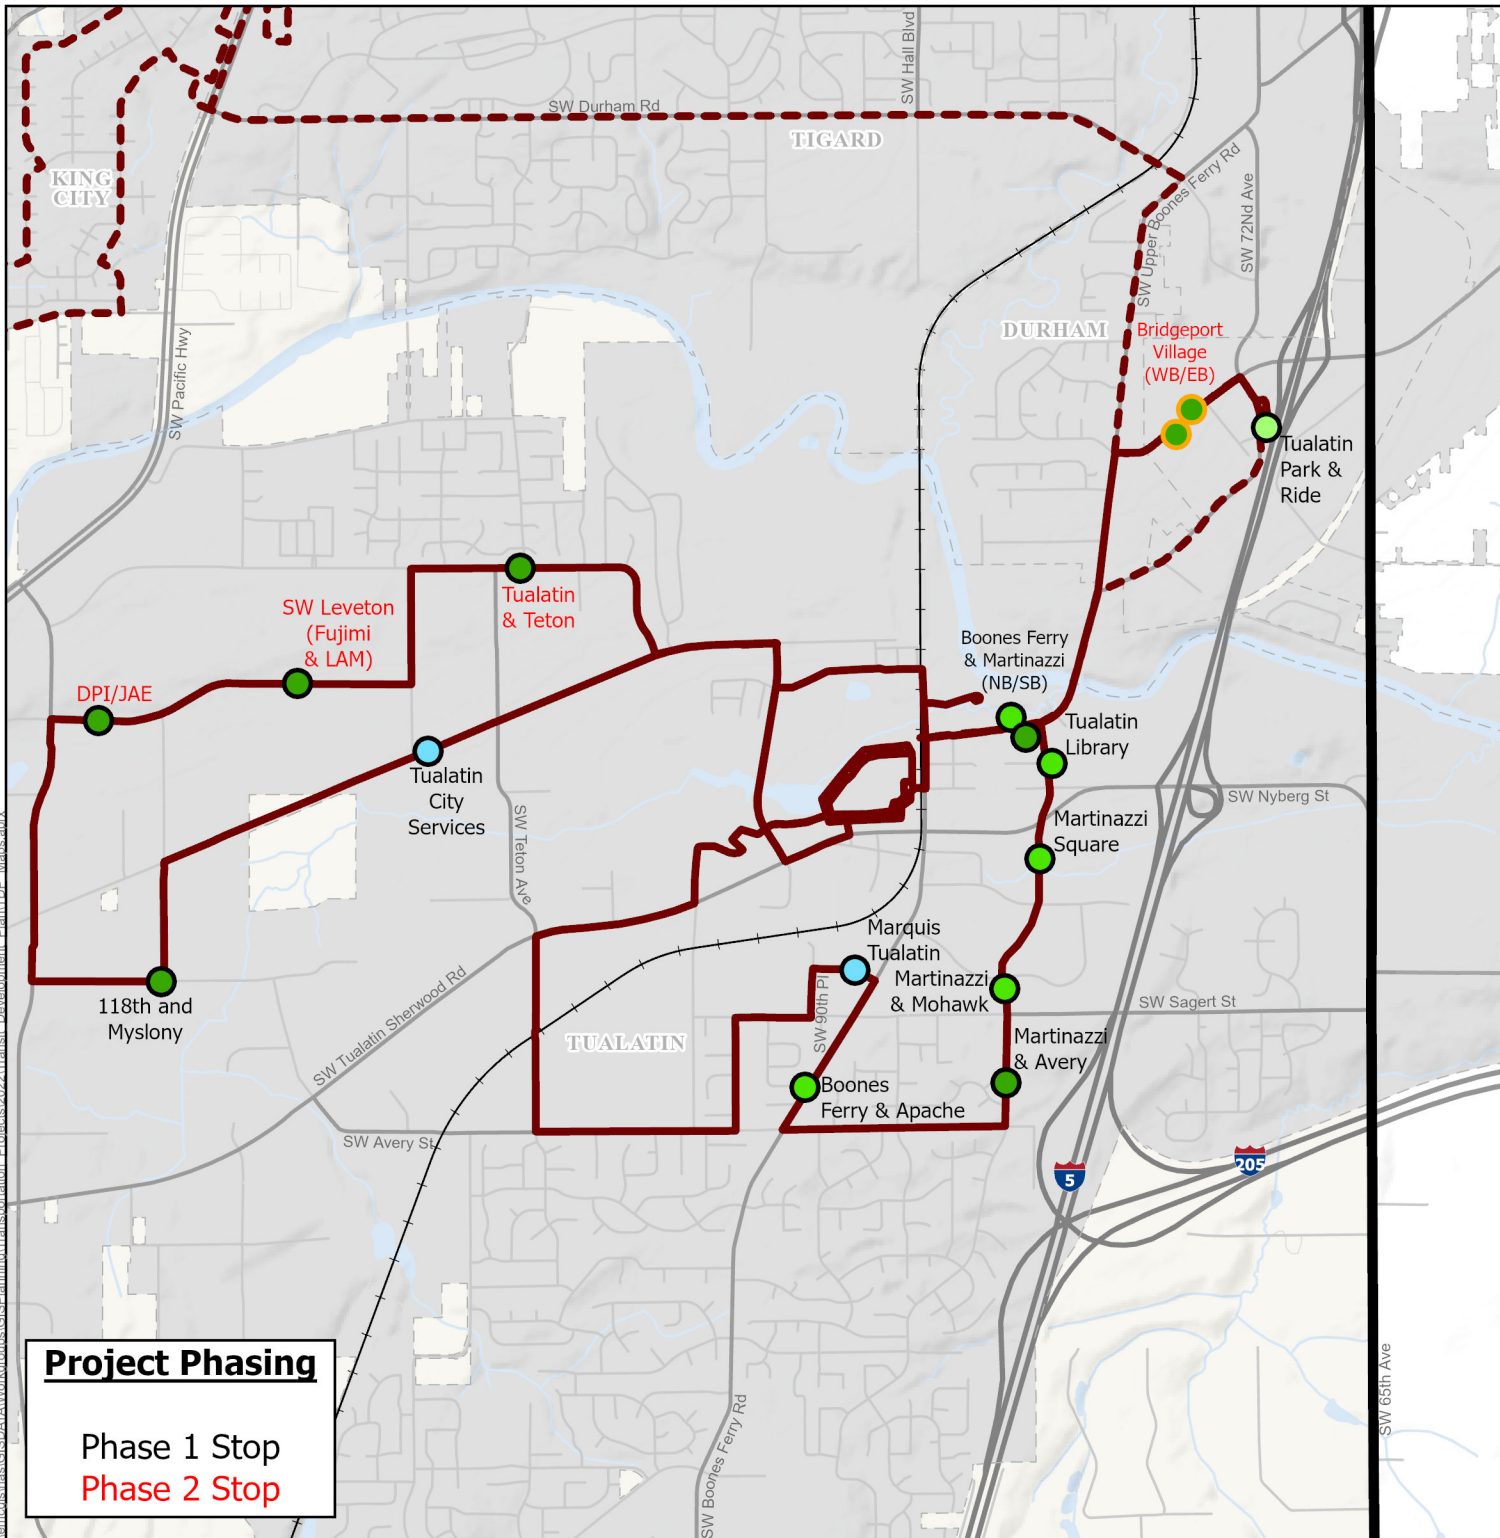 SW Hall Blvd
SW Durham Rd
TIGARD
KING
CITY
SW Upper Boones Ferry Rd
SW 72Nd Ave
DURHAM
Bridgeport
Village
(WB/EB)
SW Pacific Hwy
Tualatin
Park &
Ride
Tualatin
& Teton
SW Leveton
(Fujimi
& LAM)
DPI/JAE
Boones Ferry
& Martinazzi
(NB/SB)
Tualatin
Library
Tualatin
City
Services
SW Nyberg St
Martinazzi
Square
SW Teton Ave
Marquis
Tualatin
Martinazzi
& Mohawk
SW 90th Pl
118th and
Myslony
SW Tualatin Sherwood Rd
TUALATIN
SW Sagert St
Martinazzi
& Avery
Boones
Ferry & Apache
SW Avery St
5
205
SW Boones Ferry Rd
SW 65th Ave
Project Phasing
Phase 1 Stop
Phase 2 Stop